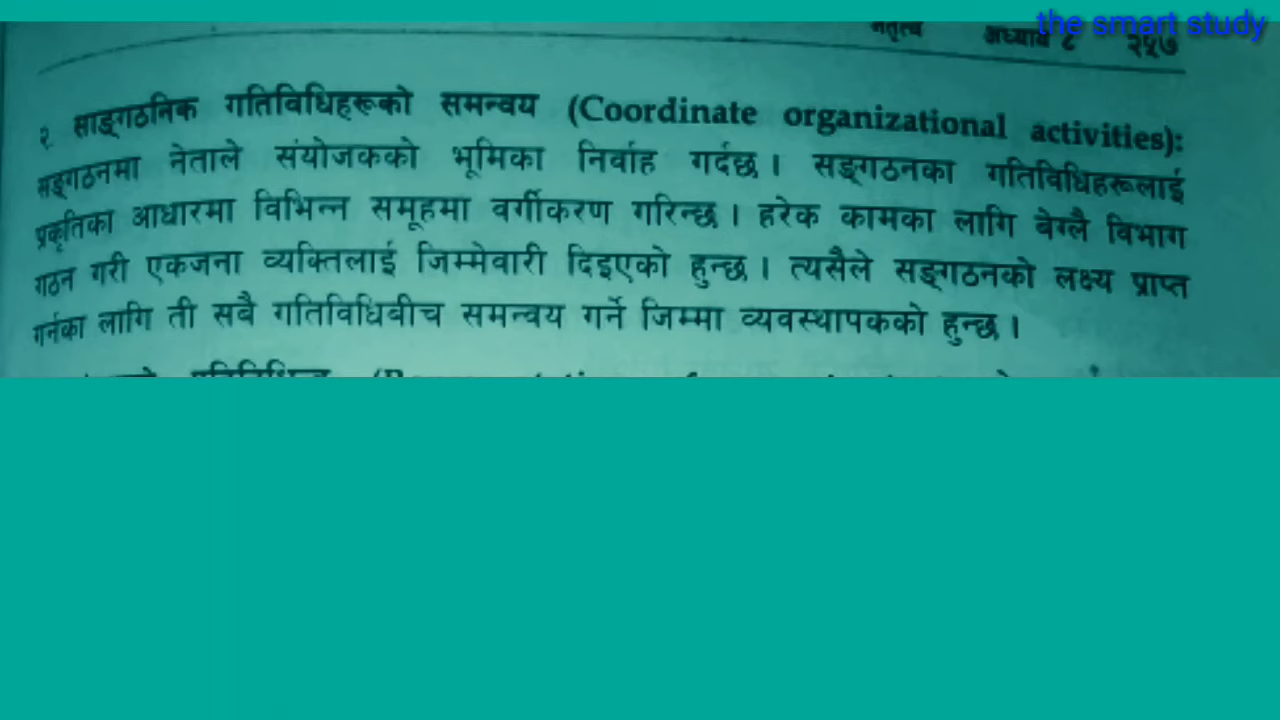 the smart study
नेतृत्व अध्याय ८ २५७
२ साङ्गठनिक गतिविधिहरूको समन्वय (Coordinate organizational activities):
सङ्गठनमा नेताले संयोजकको भूमिका निर्वाह गर्दछ । सङ्गठनका गतिविधिहरूलाई
प्रकृतिका आधारमा विभिन्न समूहमा वर्गीकरण गरिन्छ । हरेक कामका लागि बेग्लै विभाग
गठन गरी एकजना व्यक्तिलाई जिम्मेवारी दिइएको हुन्छ । त्यसैले सङ्गठनको लक्ष्य प्राप्त
गर्नका लागि ती सबै गतिविधिबीच समन्वय गर्ने जिम्मा व्यवस्थापकको हुन्छ ।